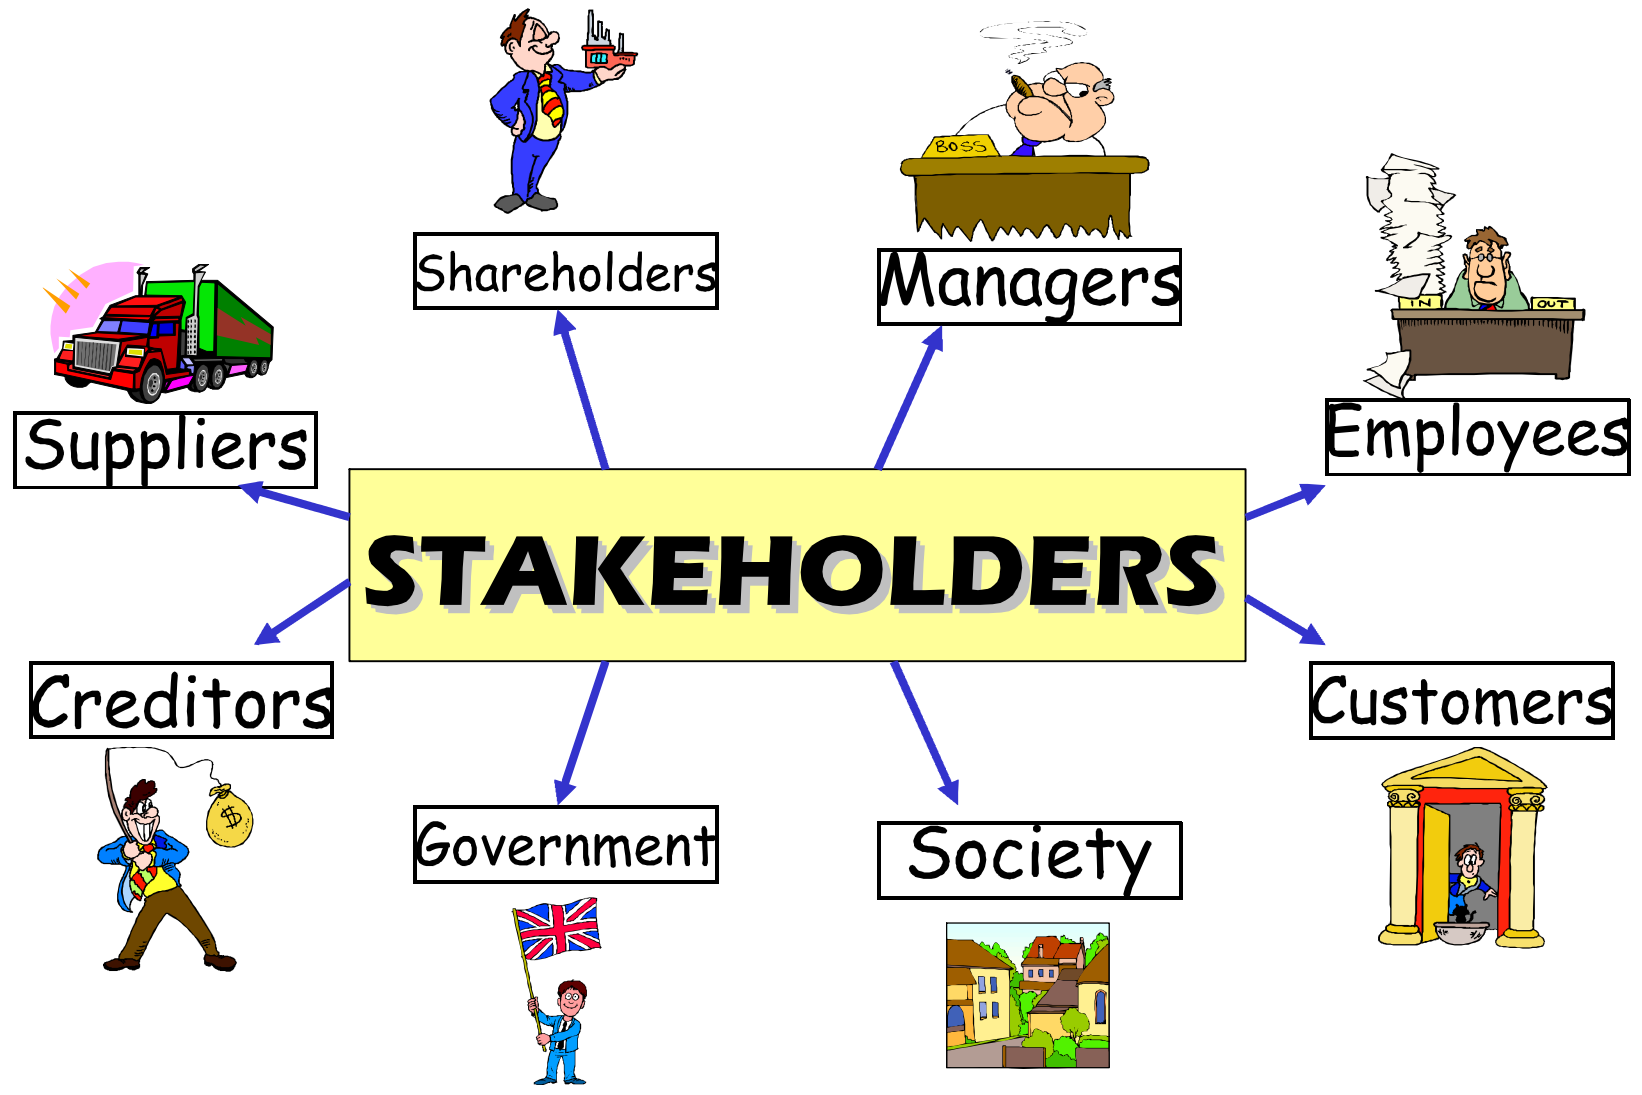 BOSS
Shareholders
Managers
IN
OUT
Suppliers
Employees
STAKEHOLDERS
Creditors
Customers
$
Government
Society